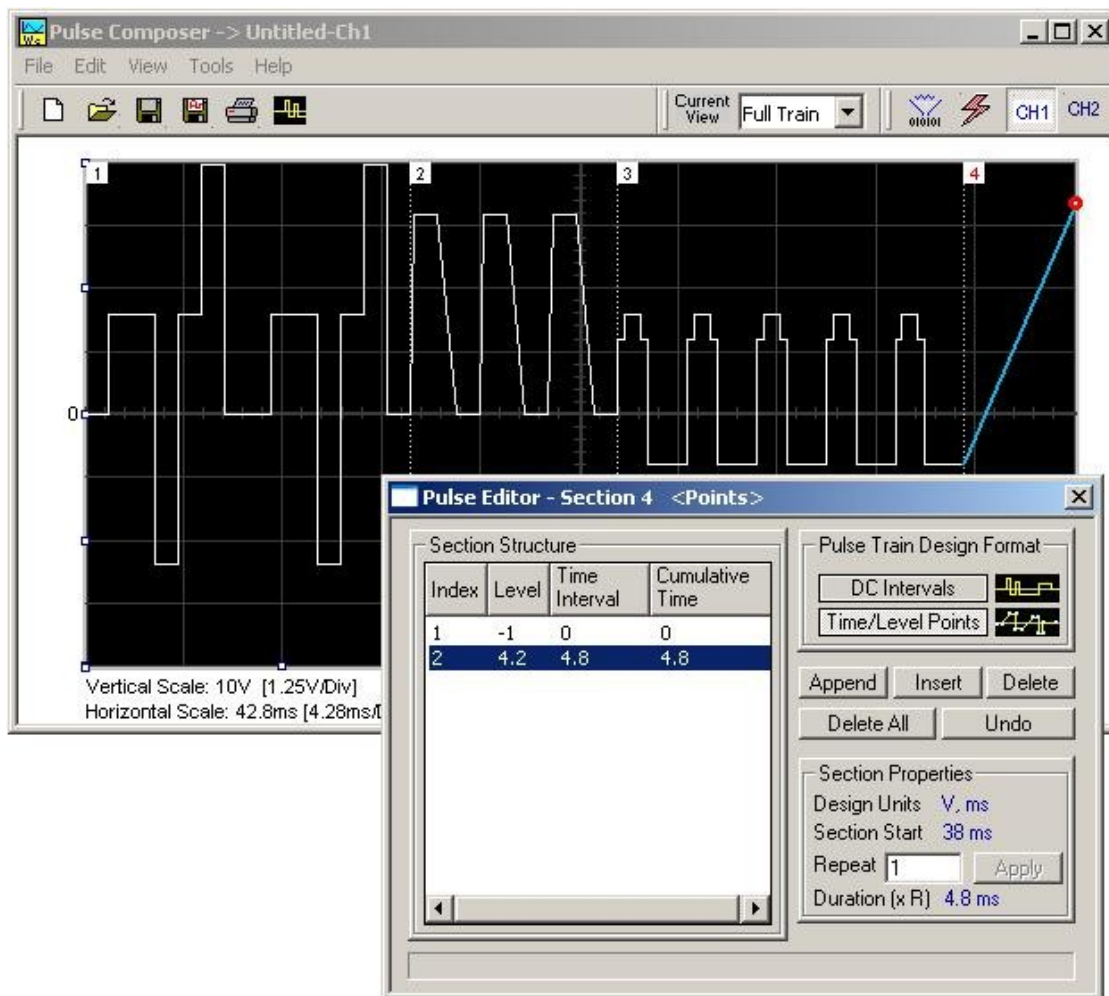 Pulse Composer -> Untitled-Ch1
File Edit View Tools Help
Current View Full Train
010101
CH1 CH2
1 2 3 4
0
Vertical Scale: 10V [1.25V/Div]
Horizontal Scale: 42.8ms [4.28ms/
Pulse Editor - Section 4 <Points>
Section Structure
Index Level Time Interval Cumulative Time
1 -1 0 0
2 4.2 4.8 4.8
Pulse Train Design Format
DC Intervals
Time/Level Points
Append Insert Delete
Delete All Undo
Section Properties
Design Units V, ms
Section Start 38 ms
Repeat 1 Apply
Duration (x R) 4.8 ms